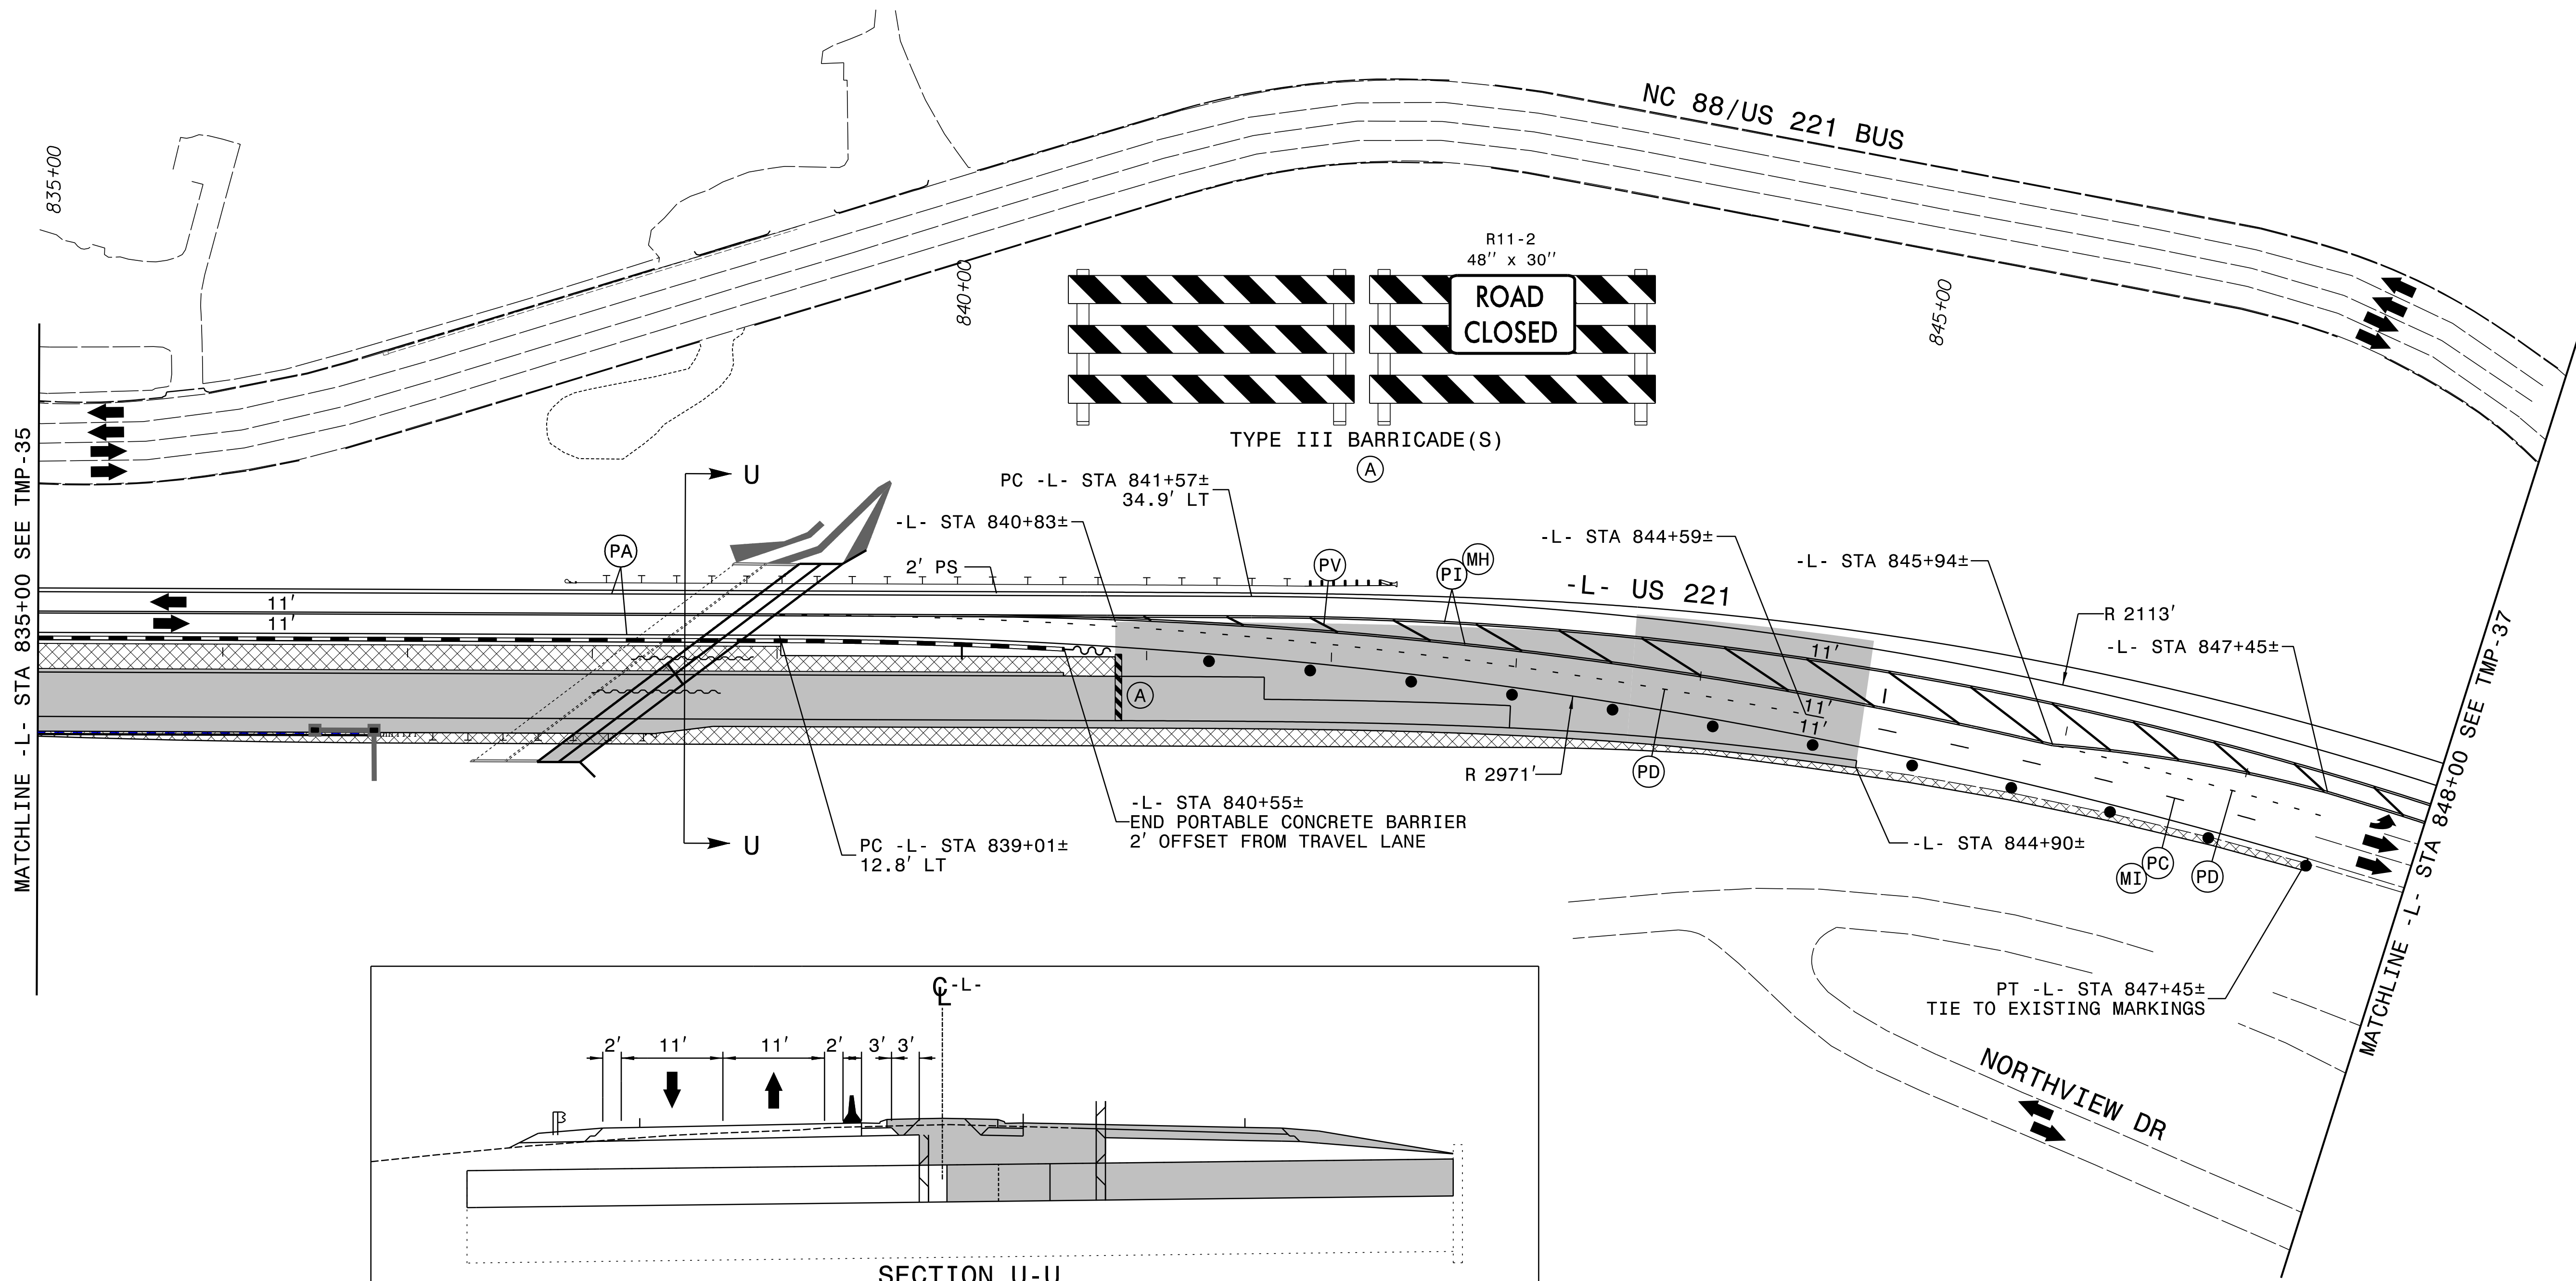 NC 88/US 221 BUS
835+00
840+00
845+00
R11-2
48" x 30"
ROAD
CLOSED
TYPE III BARRICADE(S)
A
MATCHLINE -L- STA 835+00 SEE TMP-35
U
PC -L- STA 841+57±
34.9' LT
-L- STA 840+83±
2' PS
PA
PV
PI
MH
-L- STA 844+59±
-L- US 221
-L- STA 845+94±
R 2113'
-L- STA 847+45±
11'
11'
11'
11'
11'
A
R 2971'
PD
-L- STA 840+55±
END PORTABLE CONCRETE BARRIER
2' OFFSET FROM TRAVEL LANE
PC -L- STA 839+01±
12.8' LT
U
-L- STA 844+90±
MI
PC
PD
MATCHLINE -L- STA 848+00 SEE TMP-37
PT -L- STA 847+45±
TIE TO EXISTING MARKINGS
NORTHVIEW DR
CL -L-
2' 11' 11' 2' 3' 3'
SECTION U-U